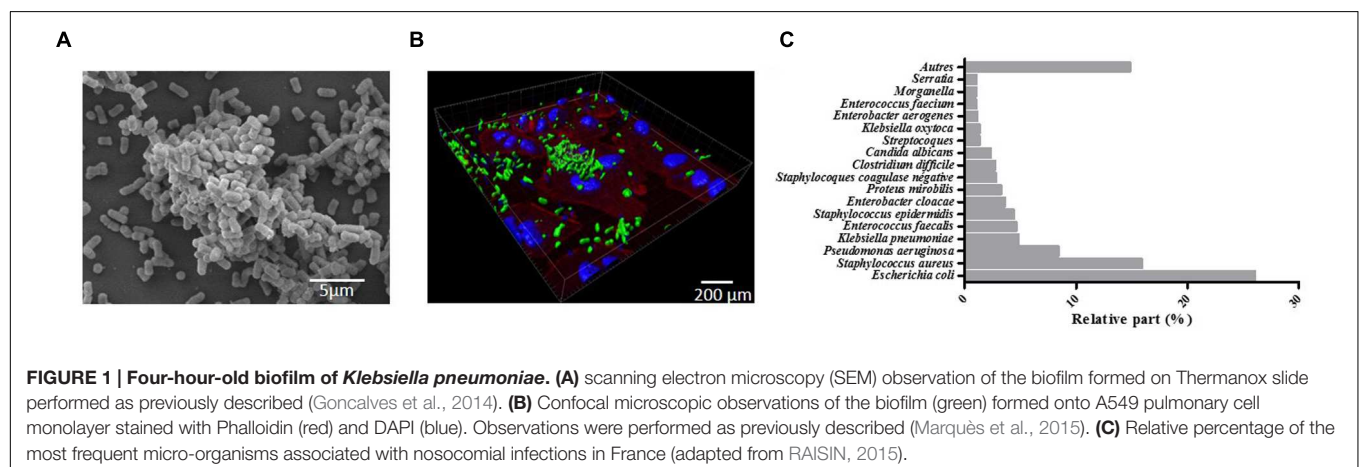 A
B
C
5µm
200 µm
Autres
Serratia
Morganella
Enterococcus faecium
Enterobacter aerogenes
Klebsiella oxytoca
Streptocoques
Candida albicans
Clostridium difficile
Staphylocoques coagulase negative
Proteus mirobilis
Enterobacter cloacae
Staphylococcus epidermidis
Enterococcus faecalis
Klebsiella pneumoniae
Pseudomonas aeruginosa
Staphylococcus aureus
Escherichia coli
0 10 20 30
Relative part (%)
FIGURE 1 | Four-hour-old biofilm of Klebsiella pneumoniae. (A) scanning electron microscopy (SEM) observation of the biofilm formed on Thermanox slide
performed as previously described (Goncalves et al., 2014). (B) Confocal microscopic observations of the biofilm (green) formed onto A549 pulmonary cell
monolayer stained with Phalloidin (red) and DAPI (blue). Observations were performed as previously described (Marquès et al., 2015). (C) Relative percentage of the
most frequent micro-organisms associated with nosocomial infections in France (adapted from RAISIN, 2015).